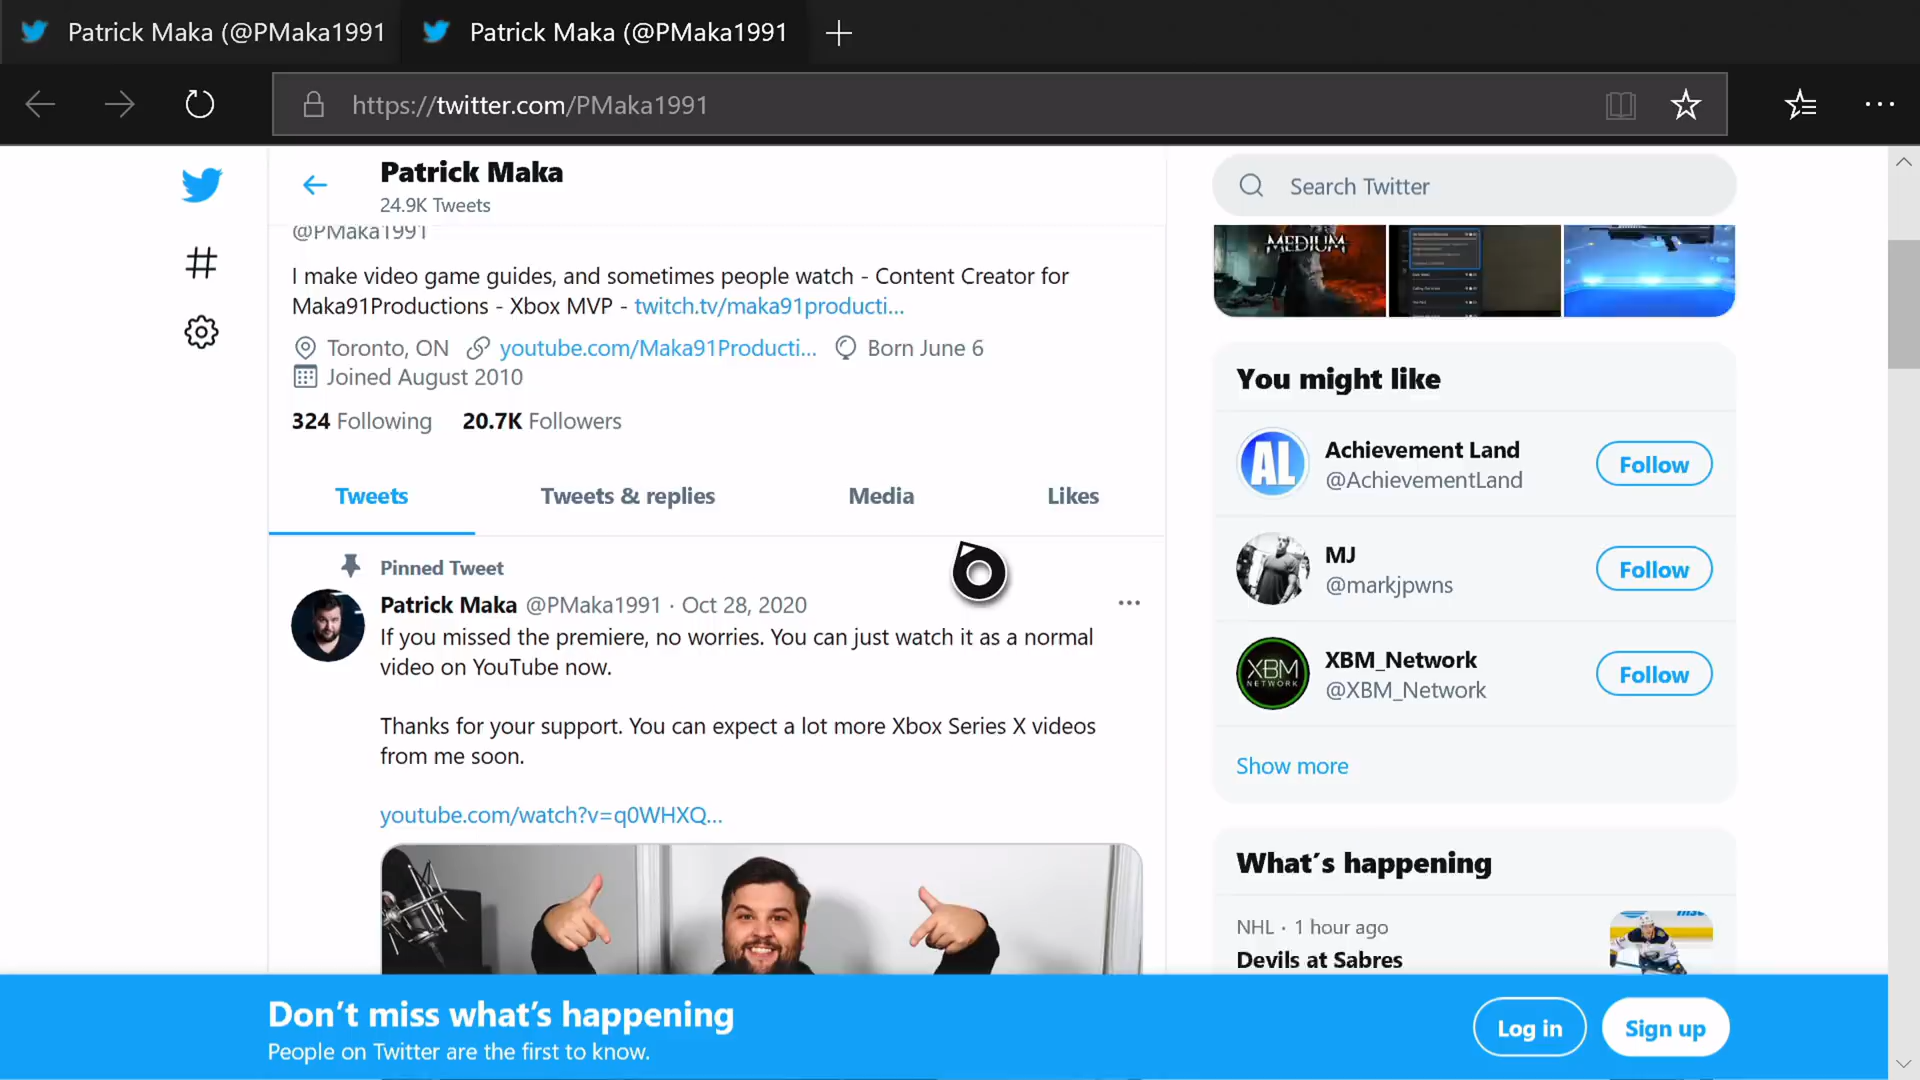 Patrick Maka (@PMaka1991
Patrick Maka (@PMaka1991
https://twitter.com/PMaka1991
Patrick Maka
24.9K Tweets
@PMaka1991
I make video game guides, and sometimes people watch - Content Creator for
Maka91Productions - Xbox MVP - twitch.tv/maka91producti...
Toronto, ON youtube.com/Maka91Producti... Born June 6
Joined August 2010
324 Following 20.7K Followers
Tweets Tweets & replies Media Likes
Pinned Tweet
Patrick Maka @PMaka1991 · Oct 28, 2020
If you missed the premiere, no worries. You can just watch it as a normal
video on YouTube now.
Thanks for your support. You can expect a lot more Xbox Series X videos
from me soon.
youtube.com/watch?v=q0WHXQ...
Search Twitter
MEDIUM
You might like
AL
Achievement Land
@AchievementLand
Follow
MJ
@markjpwns
Follow
XBM
NETWORK
XBM_Network
@XBM_Network
Follow
Show more
What's happening
NHL · 1 hour ago
Devils at Sabres
Don't miss what's happening
People on Twitter are the first to know.
Log in
Sign up